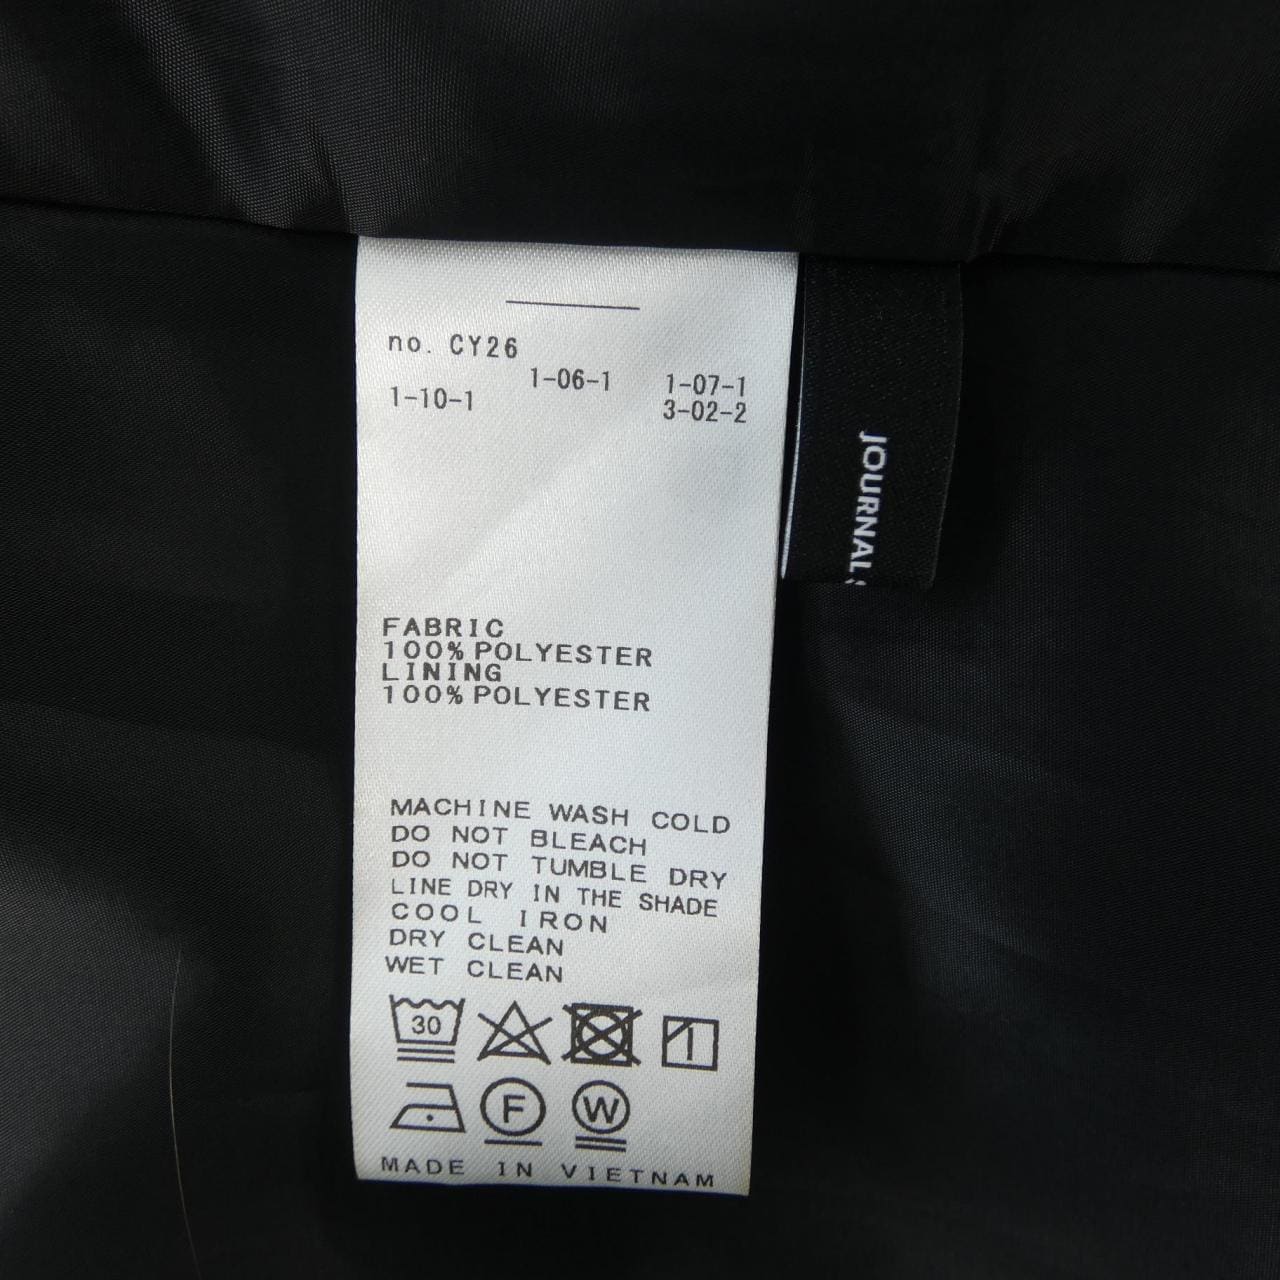 no. CY26
1-06-1 1-07-1
1-10-1 3-02-2
JOURNAL
FABRIC
100% POLYESTER
LINING
100% POLYESTER
MACHINE WASH COLD
DO NOT BLEACH
DO NOT TUMBLE DRY
LINE DRY IN THE SHADE
COOL IRON
DRY CLEAN
WET CLEAN
30
F W
MADE IN VIETNAM